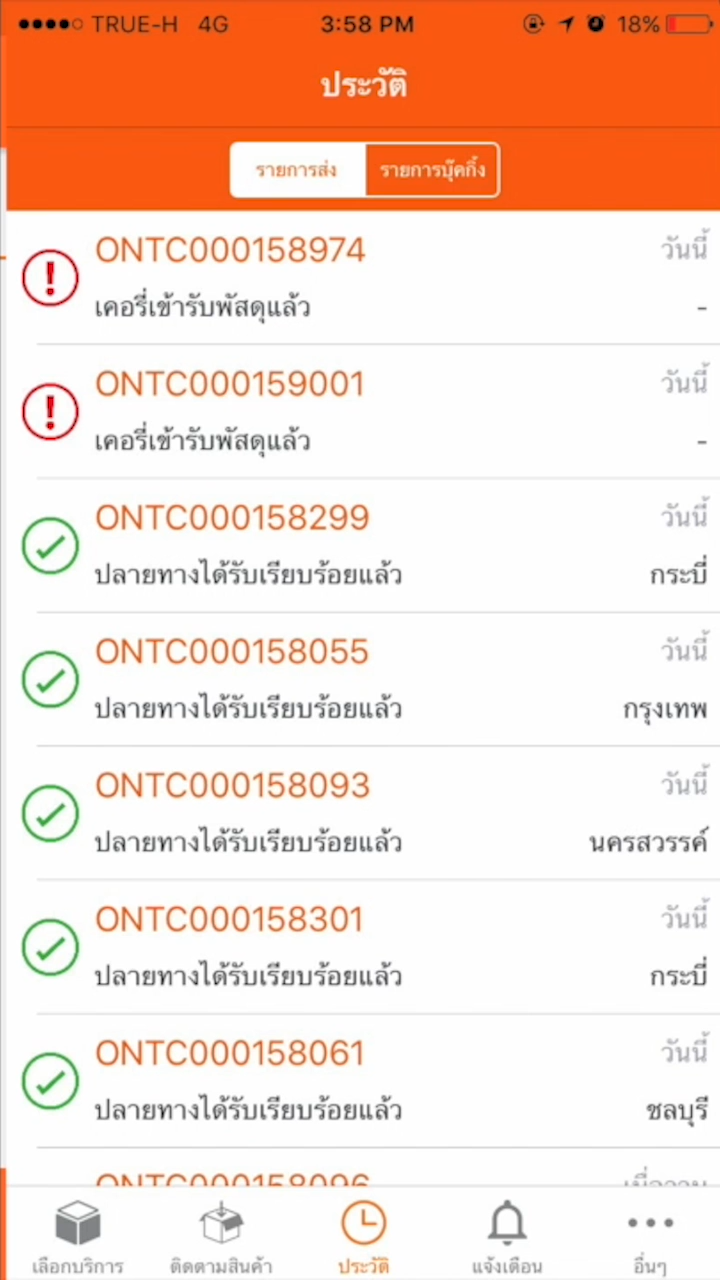 TRUE-H 4G 3:58 PM 18%
ประวัติ
รายการส่ง รายการบุ๊คกิ้ง
ONTC000158974 วันนี้
เคอรี่เข้ารับพัสดุแล้ว -
ONTC000159001 วันนี้
เคอรี่เข้ารับพัสดุแล้ว -
ONTC000158299 วันนี้
ปลายทางได้รับเรียบร้อยแล้ว กระบี่
ONTC000158055 วันนี้
ปลายทางได้รับเรียบร้อยแล้ว กรุงเทพ
ONTC000158093 วันนี้
ปลายทางได้รับเรียบร้อยแล้ว นครสวรรค์
ONTC000158301 วันนี้
ปลายทางได้รับเรียบร้อยแล้ว กระบี่
ONTC000158061 วันนี้
ปลายทางได้รับเรียบร้อยแล้ว ชลบุรี
ONTC000158096
เลือกบริการ ติดตามสินค้า ประวัติ แจ้งเตือน อื่นๆ